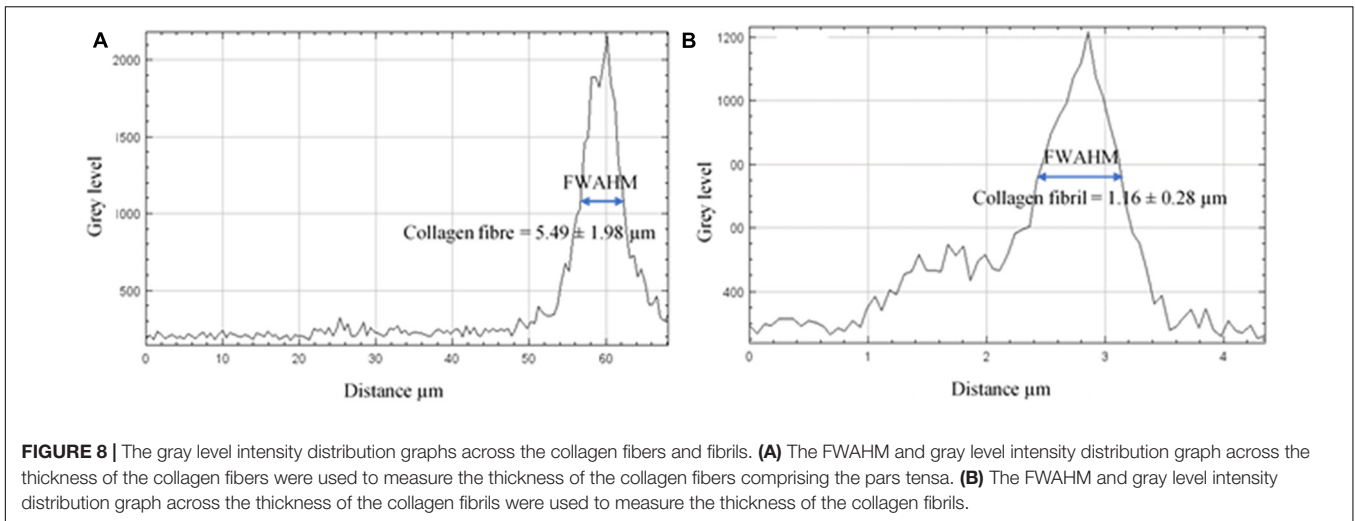 A
2000
1500
1000
500
0
10
20
30
40
50
60
Grey level
FWAHM
Collagen fibre = 5.49 ± 1.98 µm
Distance µm
B
1200
1000
00
00
400
0
1
2
3
4
Grey level
FWAHM
Collagen fibril = 1.16 ± 0.28 µm
Distance µm
FIGURE 8 | The gray level intensity distribution graphs across the collagen fibers and fibrils. (A) The FWAHM and gray level intensity distribution graph across the
thickness of the collagen fibers were used to measure the thickness of the collagen fibers comprising the pars tensa. (B) The FWAHM and gray level intensity
distribution graph across the thickness of the collagen fibrils were used to measure the thickness of the collagen fibrils.